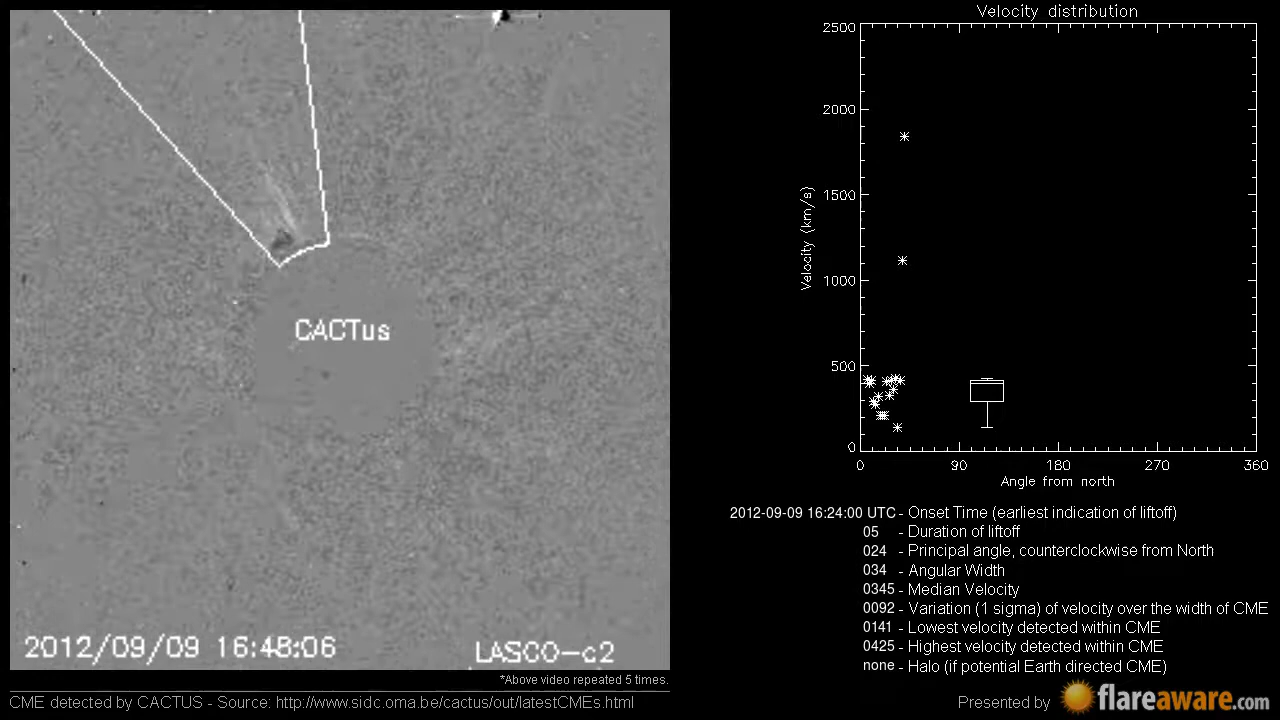 CACTus
2012/09/09 16:48:06
LASCO-c2
*Above video repeated 5 times.
CME detected by CACTUS - Source: http://www.sidc.oma.be/cactus/out/latestCMEs.html
Velocity distribution
2500
2000
1500
1000
500
0
Velocity (km/s)
0 90 180 270 360
Angle from north
2012-09-09 16:24:00 UTC - Onset Time (earliest indication of liftoff)
05 - Duration of liftoff
024 - Principal angle, counterclockwise from North
034 - Angular Width
0345 - Median Velocity
0092 - Variation (1 sigma) of velocity over the width of CME
0141 - Lowest velocity detected within CME
0425 - Highest velocity detected within CME
none - Halo (if potential Earth directed CME)
Presented by flareaware.com